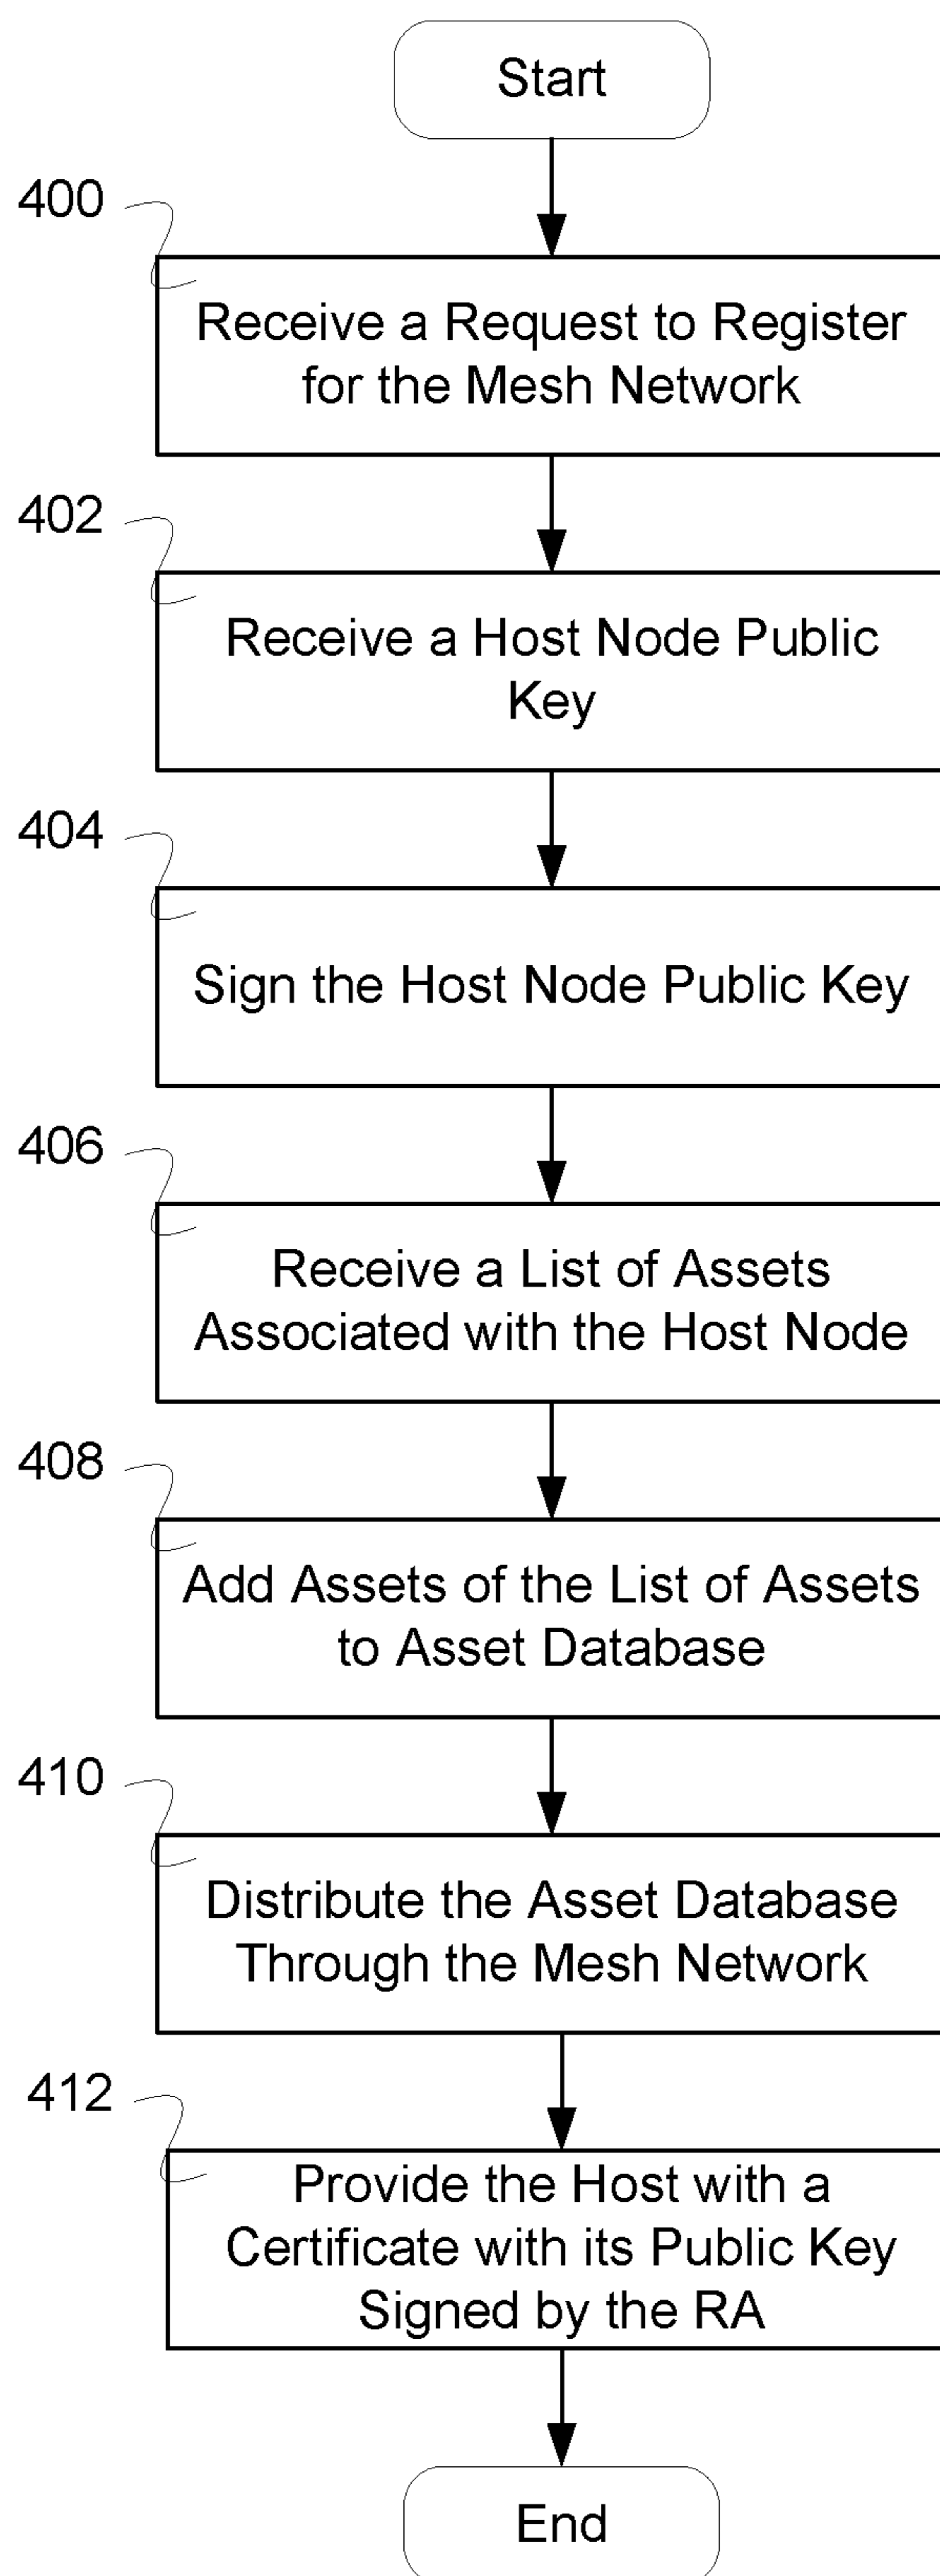 Start
400
Receive a Request to Register
for the Mesh Network
402
Receive a Host Node Public
Key
404
Sign the Host Node Public Key
406
Receive a List of Assets
Associated with the Host Node
408
Add Assets of the List of Assets
to Asset Database
410
Distribute the Asset Database
Through the Mesh Network
412
Provide the Host with a
Certificate with its Public Key
Signed by the RA
End